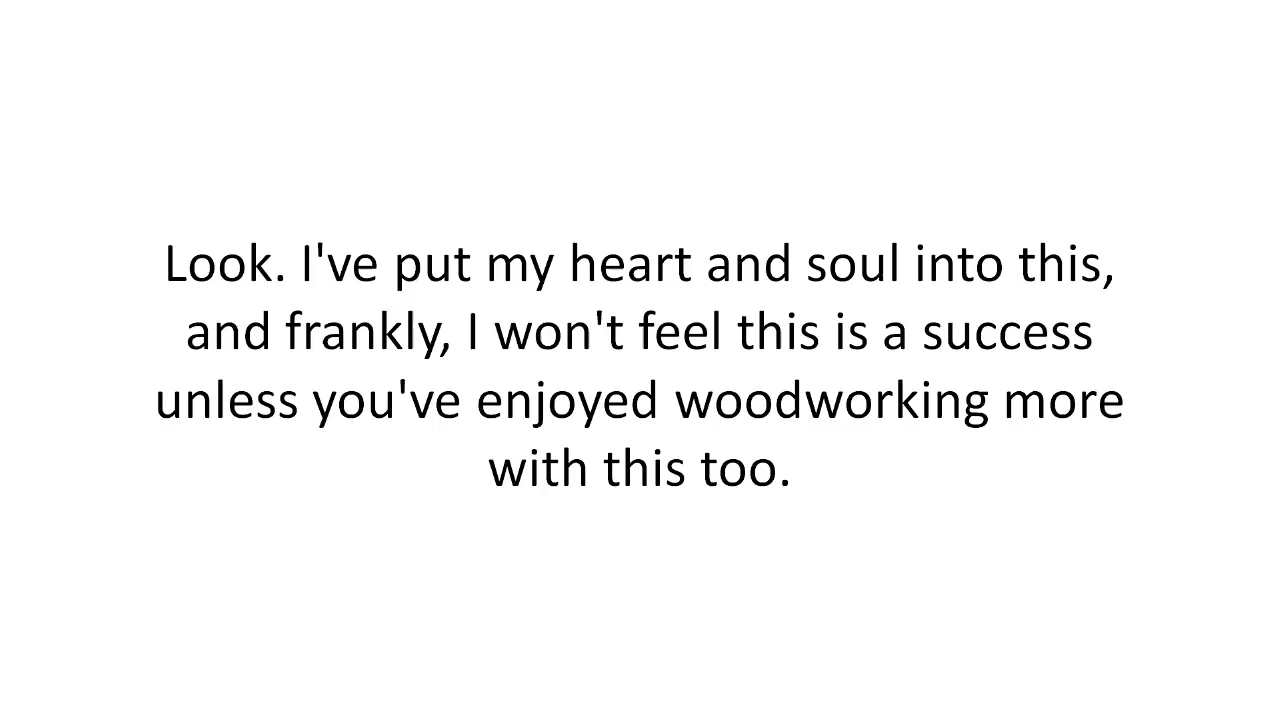 Look. I've put my heart and soul into this,
and frankly, I won't feel this is a success
unless you've enjoyed woodworking more
with this too.